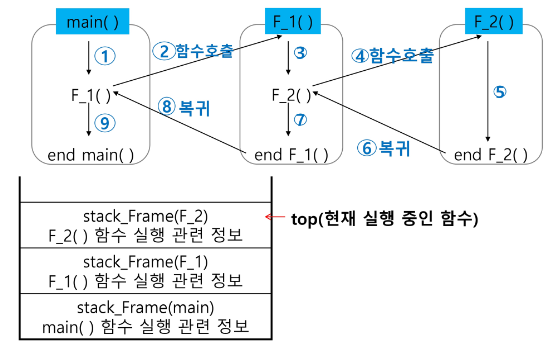 main( )
F_1( )
F_2( )
①
②함수호출
③
④함수호출
F_1( )
F_2( )
⑤
⑨
⑧복귀
⑦
⑥복귀
end main( )
end F_1( )
end F_2( )
stack_Frame(F_2)
F_2( ) 함수 실행 관련 정보
top(현재 실행 중인 함수)
stack_Frame(F_1)
F_1( ) 함수 실행 관련 정보
stack_Frame(main)
main( ) 함수 실행 관련 정보